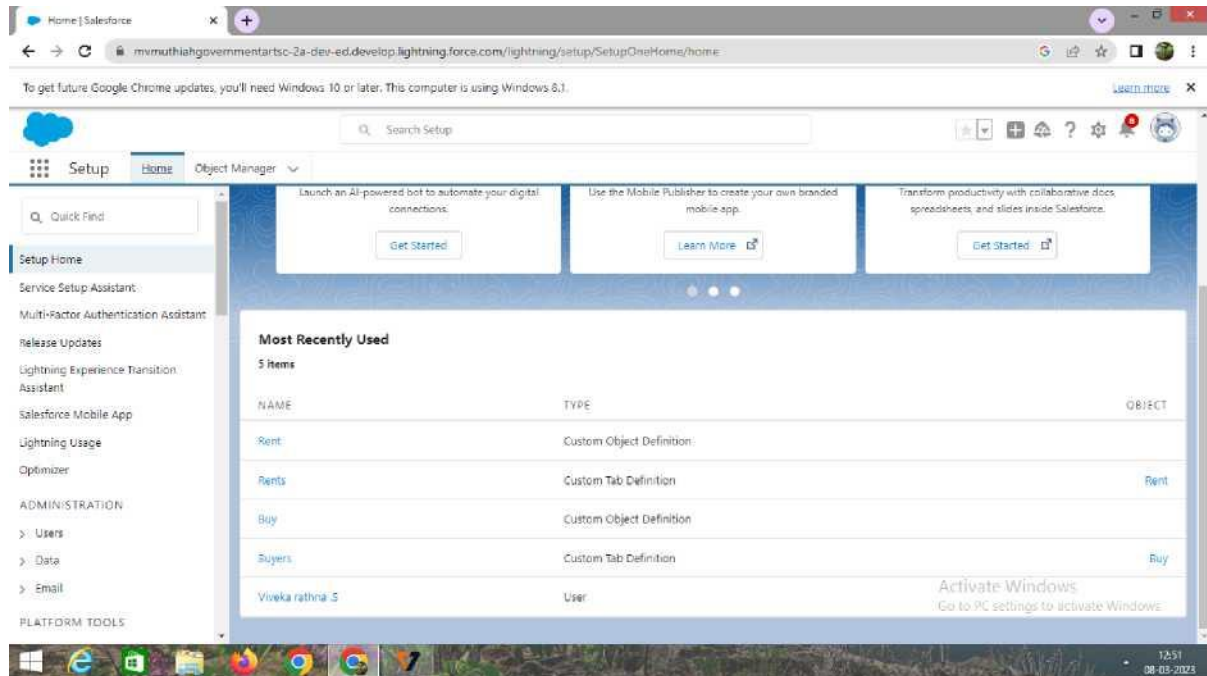 Home | Salesforce
mvmuthiahgovernmentartsc-2a-dev-ed.develop.lightning.force.com/lightning/setup/SetupOneHome/home
To get future Google Chrome updates, you'll need Windows 10 or later. This computer is using Windows 8.1.
Learn more
Search Setup
Setup
Home
Object Manager
Quick Find
Setup Home
Service Setup Assistant
Multi-Factor Authentication Assistant
Release Updates
Lightning Experience Transition
Assistant
Salesforce Mobile App
Lightning Usage
Optimizer
ADMINISTRATION
Users
Data
Email
PLATFORM TOOLS
Launch an AI-powered bot to automate your digital
connections.
Get Started
Use the Mobile Publisher to create your own branded
mobile app.
Learn More
Transform productivity with collaborative docs,
spreadsheets, and slides inside Salesforce.
Get Started
Most Recently Used
5 items
NAME TYPE OBJECT
Rent Custom Object Definition
Rents Custom Tab Definition Rent
Buy Custom Object Definition
Buyers Custom Tab Definition Buy
Viveka rathna .S User
Activate Windows
Go to PC settings to activate Windows.
12:51
08-03-2023